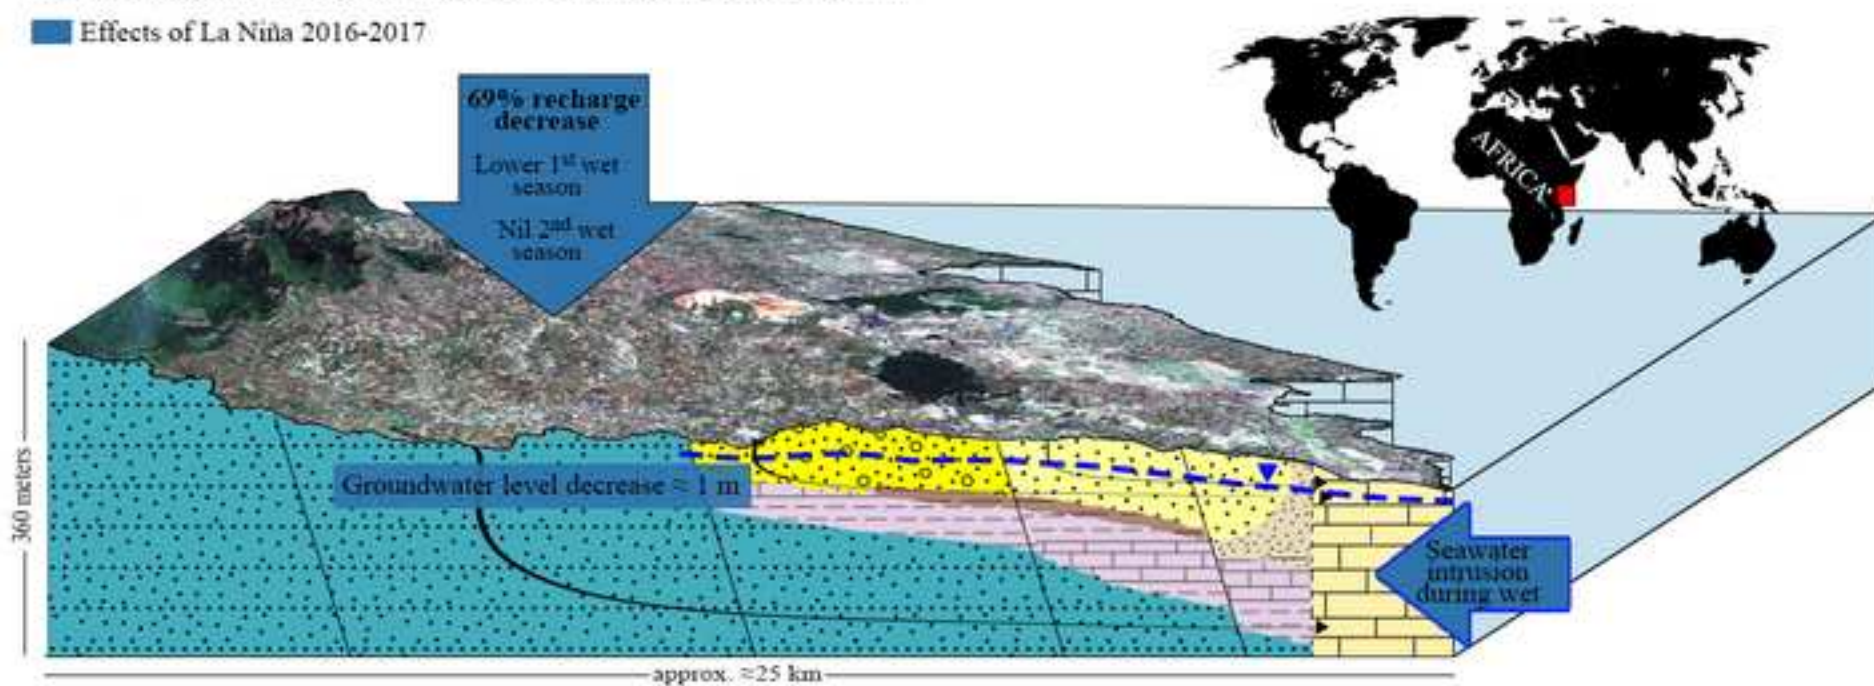 Effects of La Niña 2016-2017
69% recharge
decrease
Lower 1st wet
season
Nil 2nd wet
season
AFRICA
Groundwater level decrease ≈ 1 m
360 meters
Seawater
intrusion
during wet
approx. ≈25 km